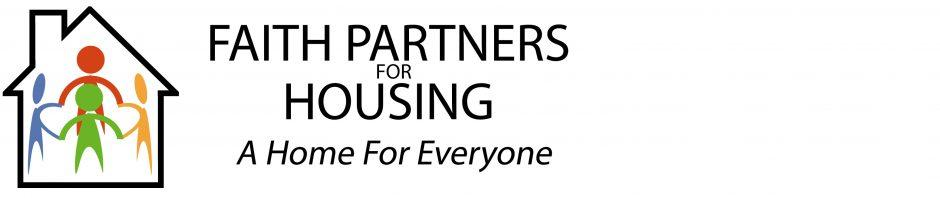 FAITH PARTNERS
FOR
HOUSING
A Home For Everyone